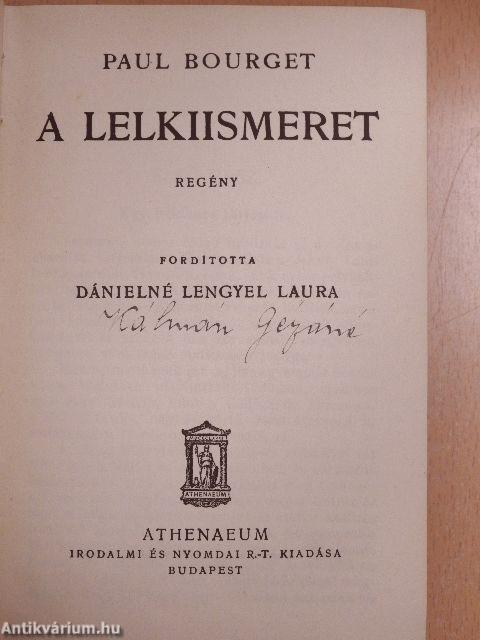 PAUL BOURGET
A LELKIISMERET
REGÉNY
FORDÍTOTTA
DÁNIELNÉ LENGYEL LAURA
Kálmán Gézáné
MDCCCLXVIII
ATHENAEUM
ATHENAEUM
IRODALMI ÉS NYOMDAI R.-T. KIADÁSA
BUDAPEST
Antikvárium.hu